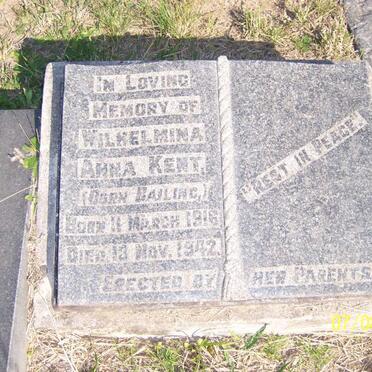 IN LOVING
MEMORY OF
WILHELMINA
ANNA KENT,
(BORN BAILING,)
BORN 11 MARCH 1916
DIED 13 NOV. 1942.
ERECTED BY HER PARENTS
"REST IN PEACE"
07/0